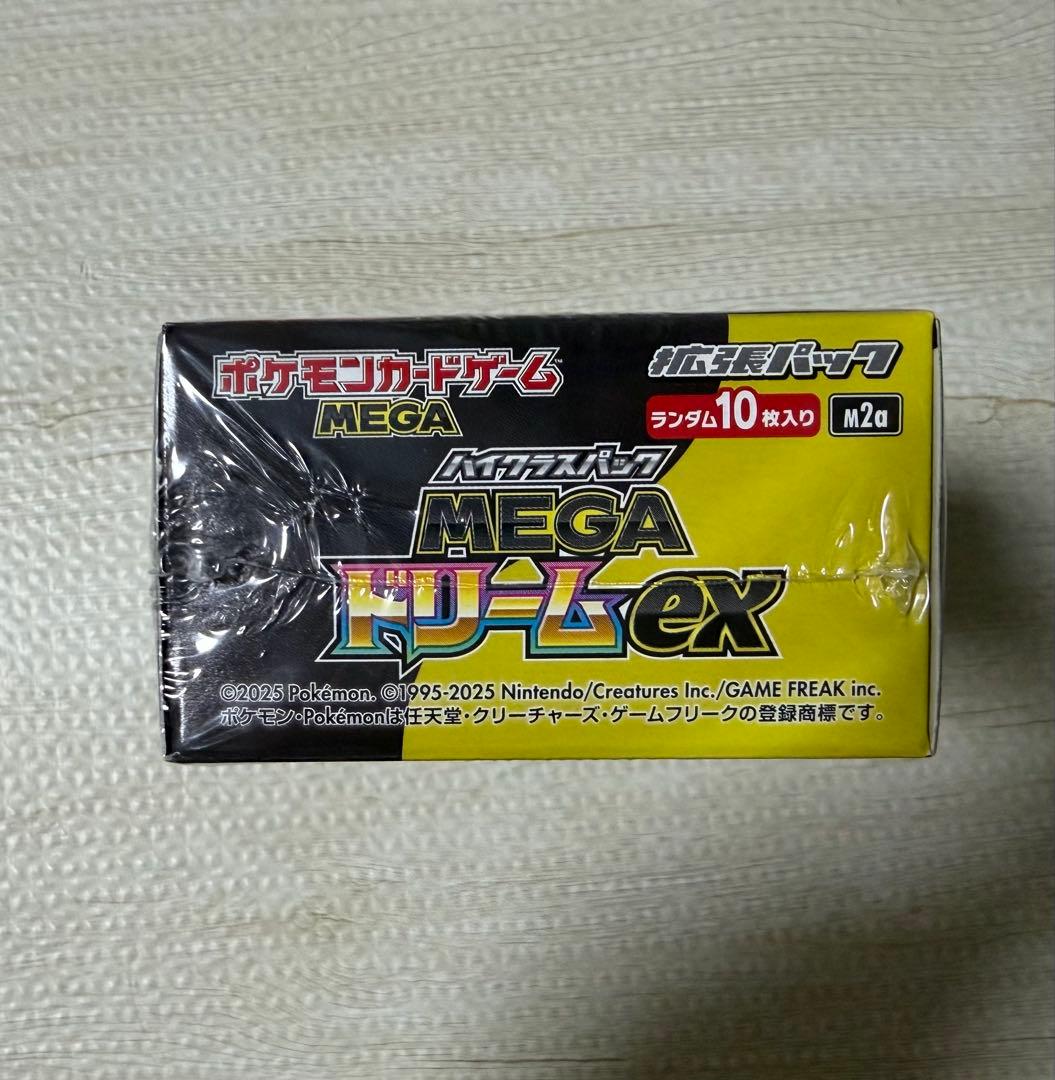 ポケモンカードゲーム™
MEGA
拡張パック
ランダム10枚入り
M2a
ハイクラスパック
MEGA
ドリームex
©2025 Pokémon. ©1995-2025 Nintendo/Creatures Inc./GAME FREAK inc.
ポケモン・Pokémonは任天堂・クリーチャーズ・ゲームフリークの登録商標です。